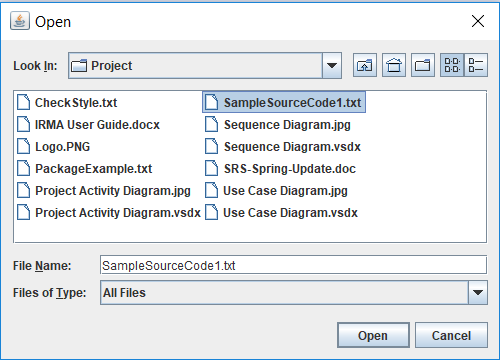 Open
Look In: Project
CheckStyle.txt
IRMA User Guide.docx
Logo.PNG
PackageExample.txt
Project Activity Diagram.jpg
Project Activity Diagram.vsdx
SampleSourceCode1.txt
Sequence Diagram.jpg
Sequence Diagram.vsdx
SRS-Spring-Update.doc
Use Case Diagram.jpg
Use Case Diagram.vsdx
File Name: SampleSourceCode1.txt
Files of Type: All Files
Open Cancel